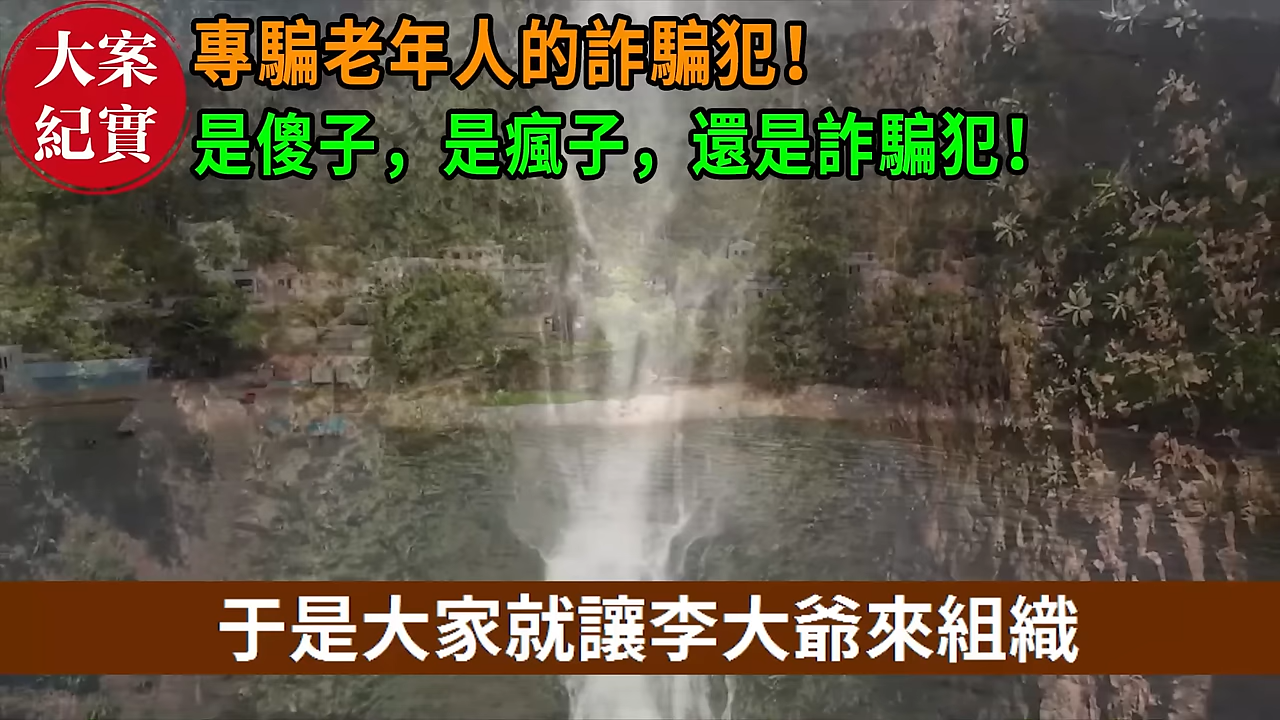 大案
紀實
專騙老年人的詐騙犯！
是傻子，是瘋子，還是詐騙犯！
于是大家就讓李大爺來組織